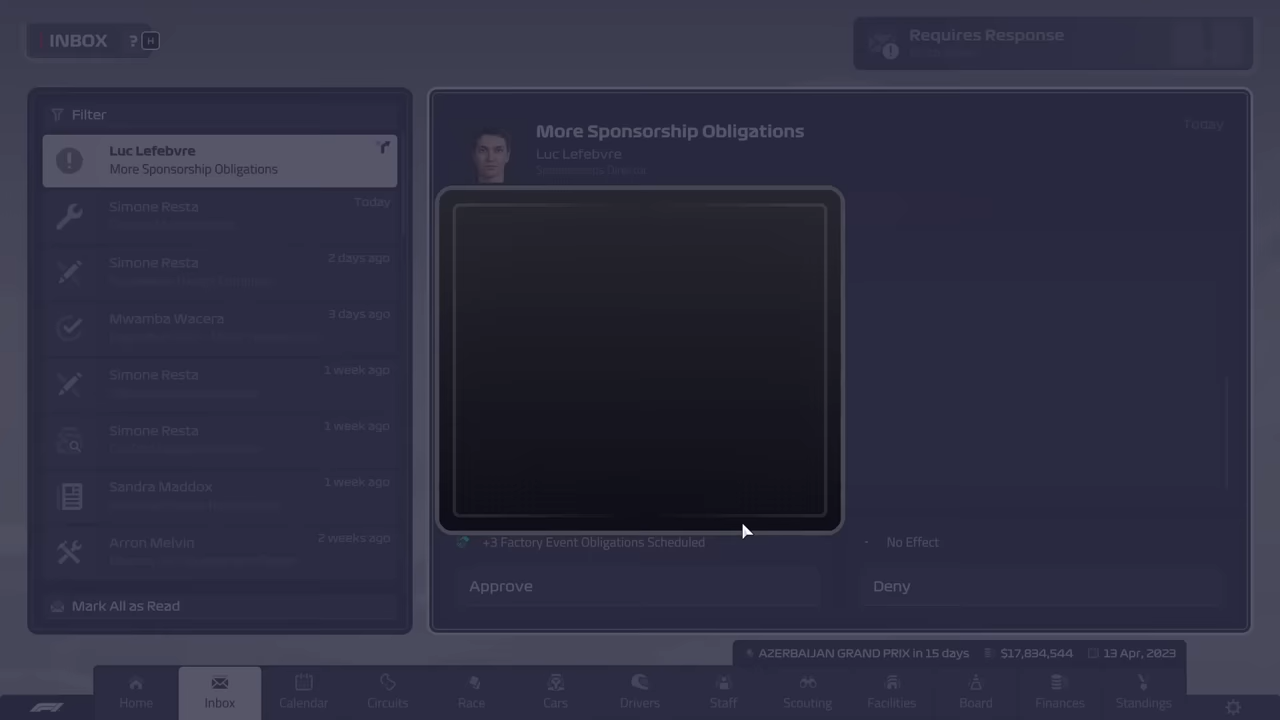 INBOX ? H
Requires Response
Filter
Luc Lefebvre
More Sponsorship Obligations
Simone Resta
Today
Simone Resta
2 days ago
Mwamba Wacera
3 days ago
Simone Resta
1 week ago
Simone Resta
1 week ago
Sandra Maddox
1 week ago
Arron Melvin
2 weeks ago
Mark All as Read
More Sponsorship Obligations
Today
Luc Lefebvre
+3 Factory Event Obligations Scheduled
- No Effect
Approve
Deny
AZERBAIJAN GRAND PRIX in 15 days $17,834,544 13 Apr, 2023
Home
Inbox
Calendar
Circuits
Race
Cars
Drivers
Staff
Scouting
Facilities
Board
Finances
Standings